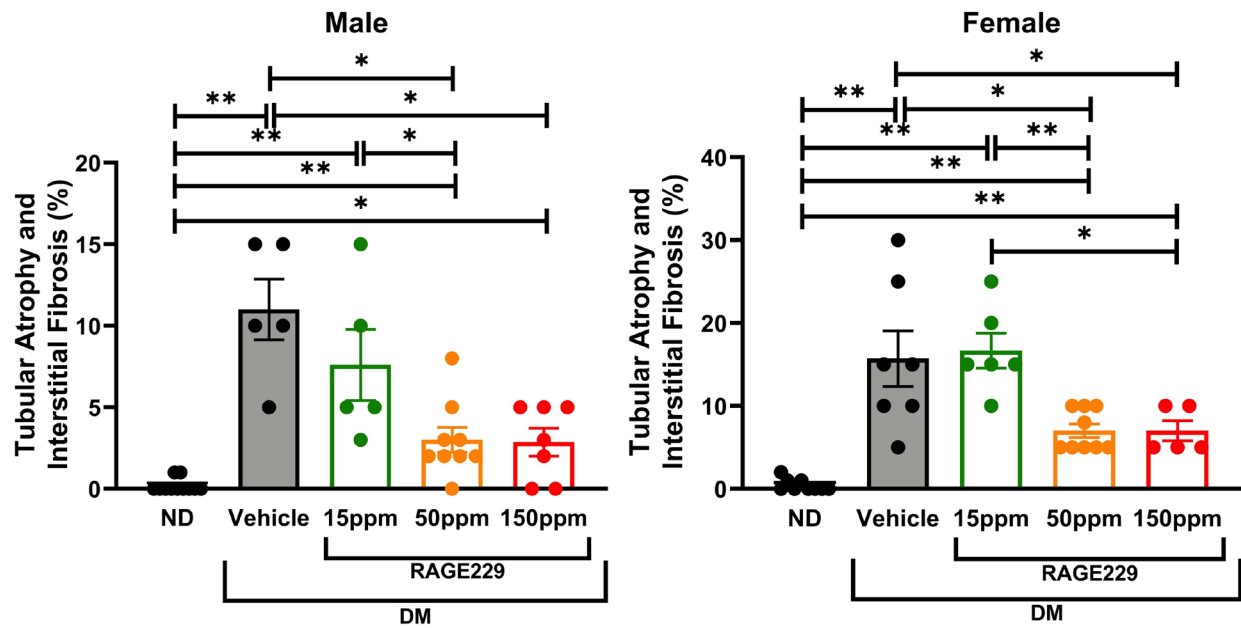 Male
*
** *
** *
**
*
Tubular Atrophy and
Interstitial Fibrosis (%)
20
15
10
5
0
ND Vehicle 15ppm 50ppm 150ppm
RAGE229
DM
Female
*
** *
** **
**
**
*
Tubular Atrophy and
Interstitial Fibrosis (%)
40
30
20
10
0
ND Vehicle 15ppm 50ppm 150ppm
RAGE229
DM